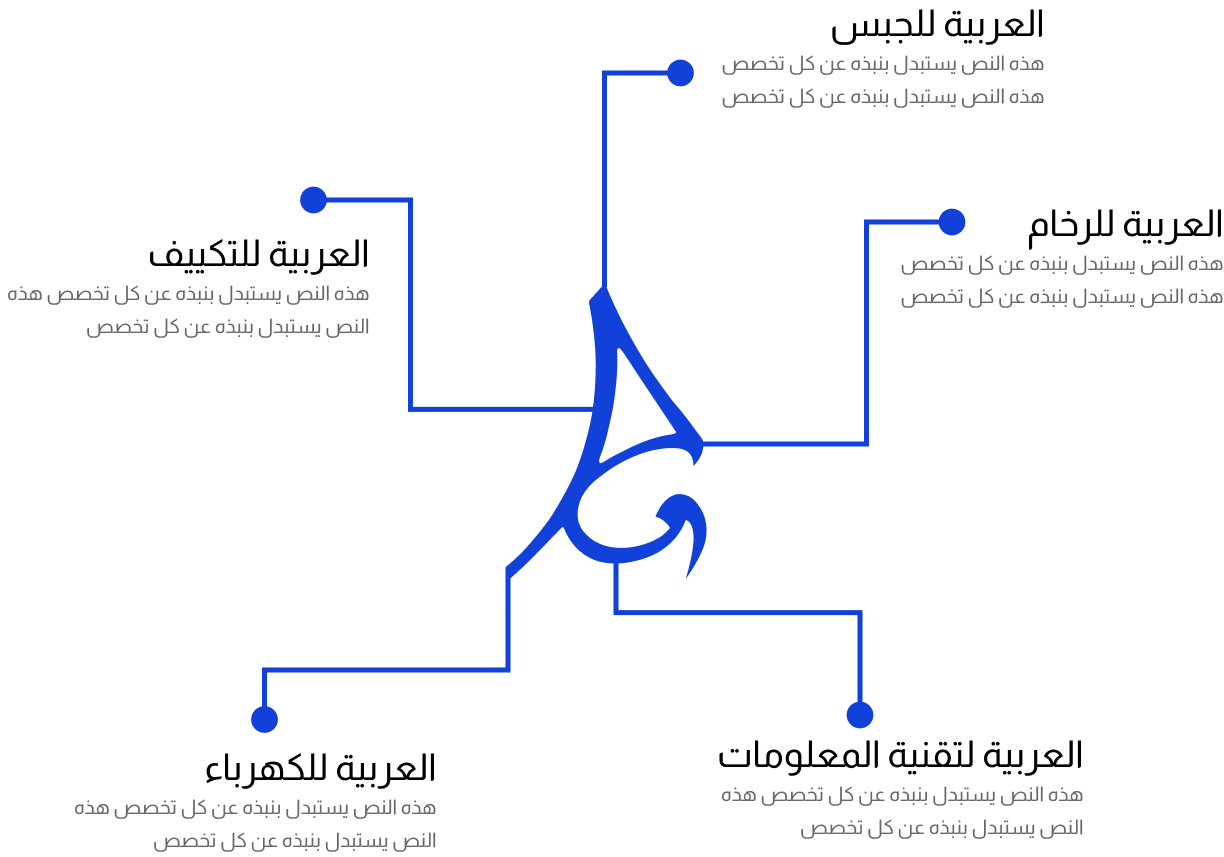 العربية للجبس
هذه النص يستبدل بنبذه عن كل تخصص
هذه النص يستبدل بنبذه عن كل تخصص
العربية للرخام
هذه النص يستبدل بنبذه عن كل تخصص
هذه النص يستبدل بنبذه عن كل تخصص
العربية للتكييف
هذه النص يستبدل بنبذه عن كل تخصص هذه
النص يستبدل بنبذه عن كل تخصص
العربية لتقنية المعلومات
هذه النص يستبدل بنبذه عن كل تخصص هذه
النص يستبدل بنبذه عن كل تخصص
العربية للكهرباء
هذه النص يستبدل بنبذه عن كل تخصص هذه
النص يستبدل بنبذه عن كل تخصص